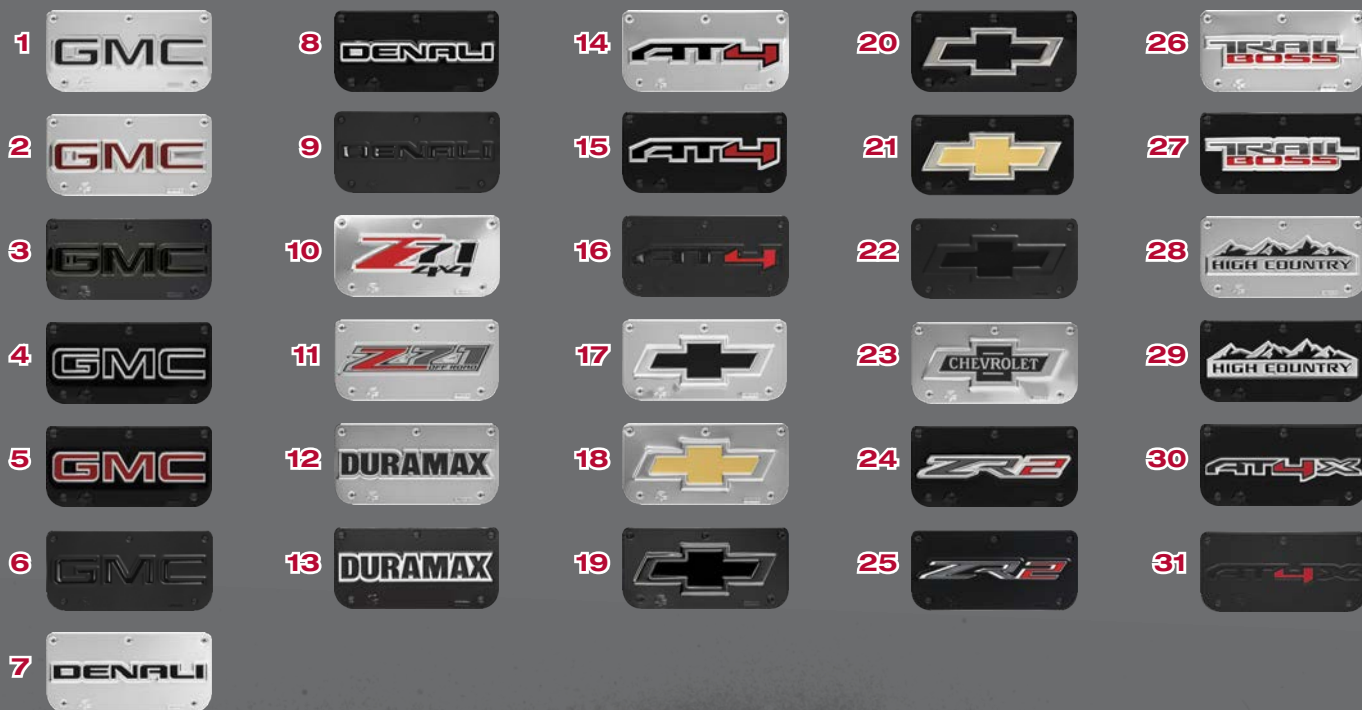 1
GMC
2
GMC
3
GMC
4
GMC
5
GMC
6
GMC
7
DENALI
8
DENALI
9
DENALI
10
Z71
4x4
11
Z71
OFF ROAD
12
DURAMAX
13
DURAMAX
14
AT4
15
AT4
16
AT4
17
18
19
20
21
22
23
CHEVROLET
24
ZR2
25
ZR2
26
TRAIL
BOSS
27
TRAIL
BOSS
28
HIGH COUNTRY
29
HIGH COUNTRY
30
AT4X
31
AT4X